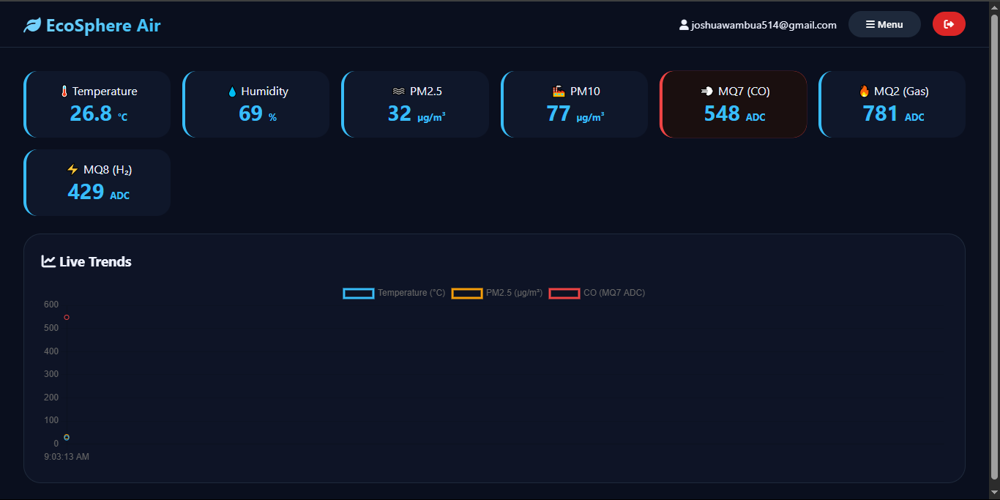 EcoSphere Air
joshuawambua514@gmail.com
Menu
Temperature
26.8 °C
Humidity
69 %
PM2.5
32 µg/m³
PM10
77 µg/m³
MQ7 (CO)
548 ADC
MQ2 (Gas)
781 ADC
MQ8 (H₂)
429 ADC
Live Trends
Temperature (°C) PM2.5 (µg/m³) CO (MQ7 ADC)
600
500
400
300
200
100
0
9:03:13 AM